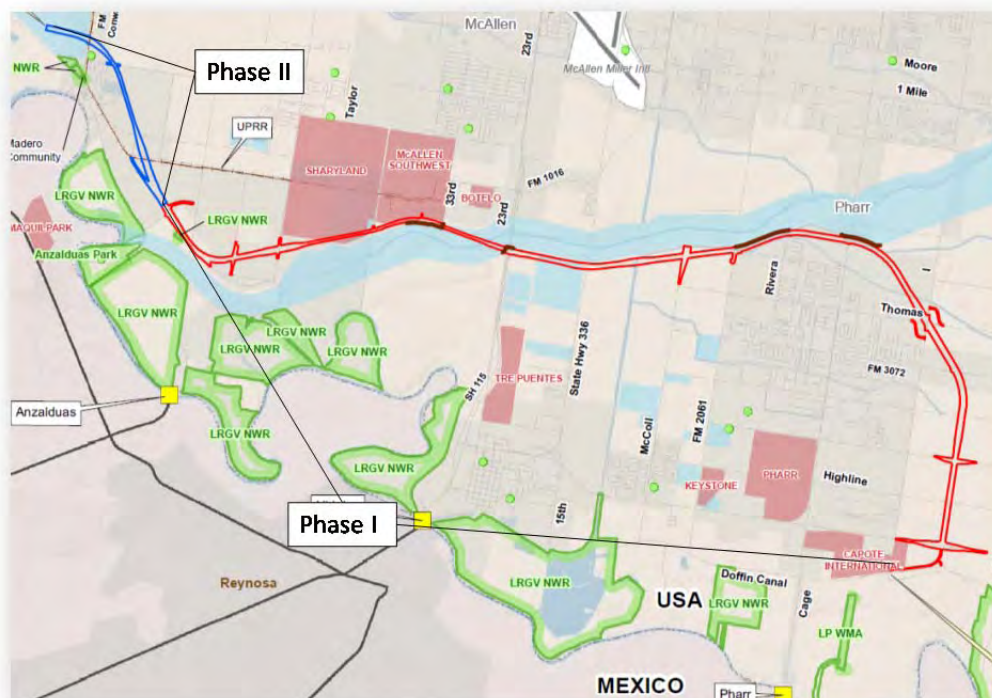 McAllen
FM
Conw
NWR
Phase II
23rd
McAllen Miller Intl
Moore
1 Mile
Taylor
UPRR
Madero
Community
SHARYLAND
McALLEN
SOUTHWEST
33rd
BOTELO
FM 1016
23rd
LRGV NWR
LRGV NWR
MAQUILPARK
Anzalduas Park
Pharr
Rivera
I
Thomas
LRGV NWR
LRGV NWR
LRGV NWR
LRGV NWR
State Hwy 336
FM 3072
SH 115
TRE PUENTES
Anzalduas
LRGV NWR
McColl
FM 2061
LRGV NWR
KEYSTONE
PHARR
Highline
Phase I
15th
CAPOTE
INTERNATIONAL
Reynosa
LRGV NWR
Doffin Canal
USA
LRGV NWR
Cage
LP WMA
MEXICO
Pharr